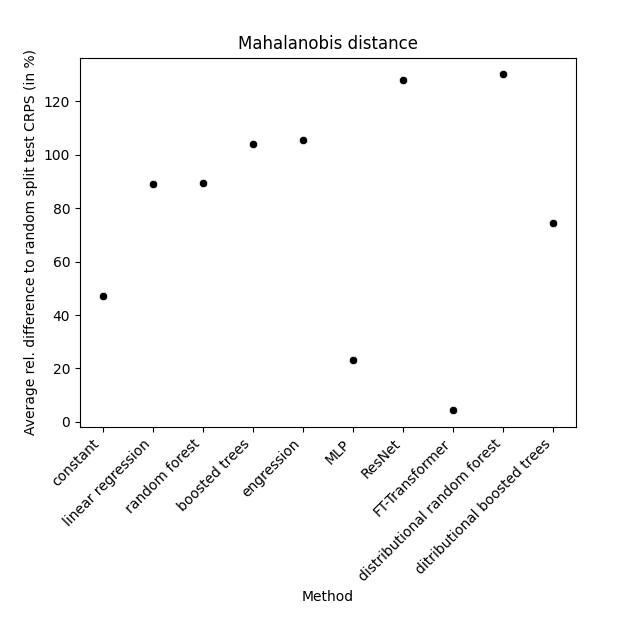 Mahalanobis distance
Average rel. difference to random split test CRPS (in %)
120
100
80
60
40
20
0
constant
linear regression
random forest
boosted trees
engression
MLP
ResNet
FT-Transformer
distributional random forest
ditributional boosted trees
Method